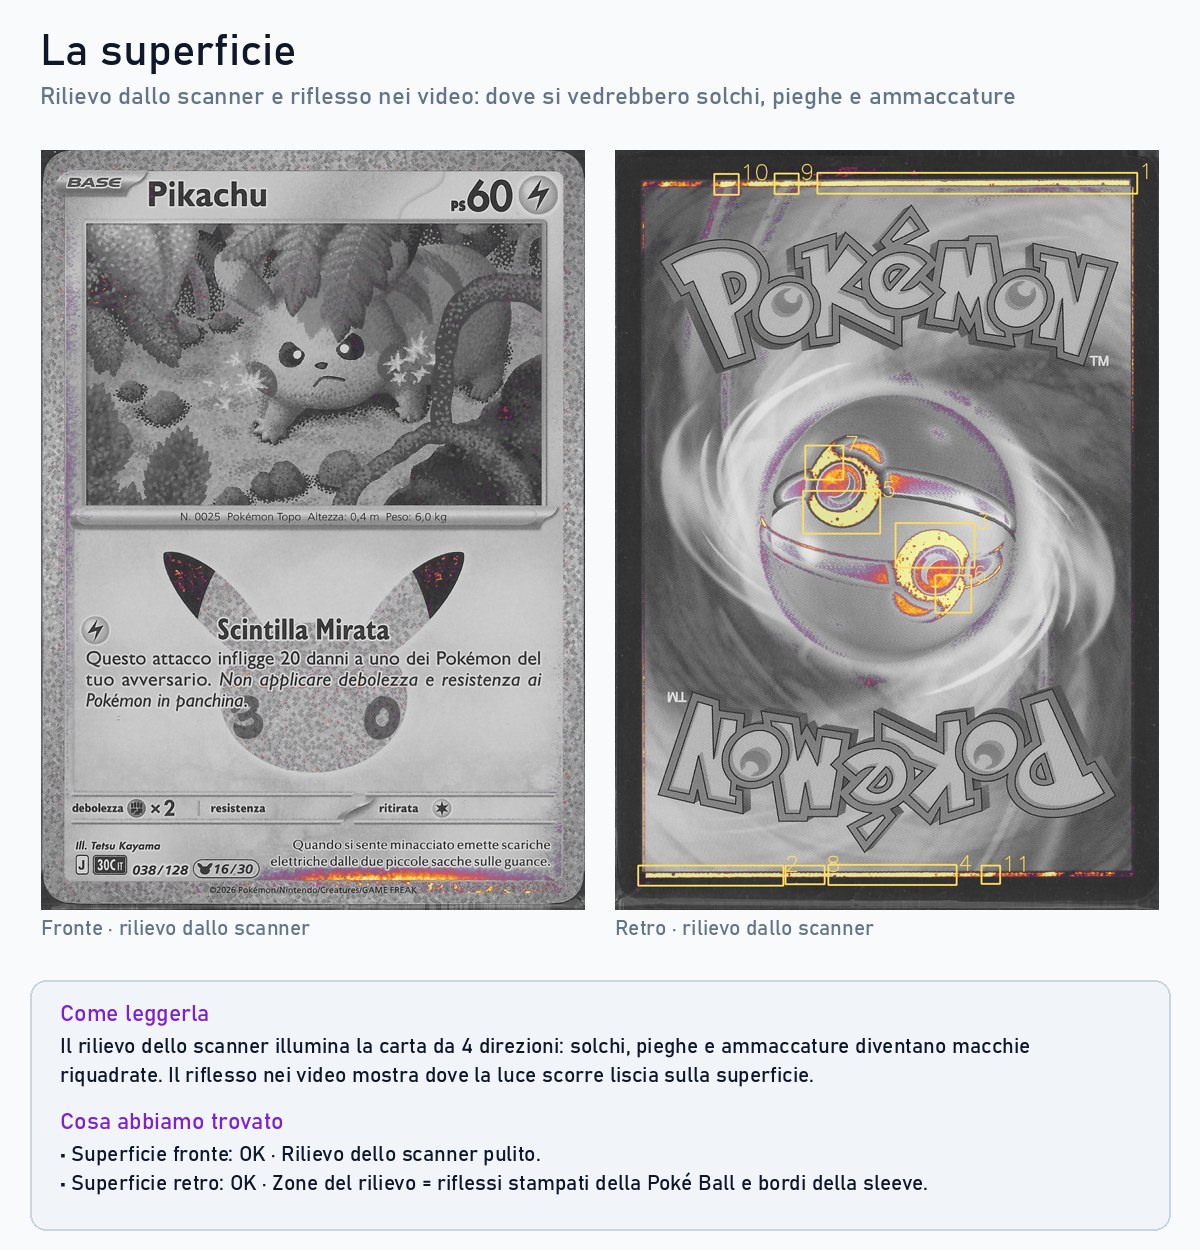 La superficie
Rilievo dallo scanner e riflesso nei video: dove si vedrebbero solchi, pieghe e ammaccature
BASE Pikachu PS60
N. 0025 Pokémon Topo Altezza: 0,4 m Peso: 6,0 kg
Scintilla Mirata
Questo attacco infligge 20 danni a uno dei Pokémon del
tuo avversario. Non applicare debolezza e resistenza ai
Pokémon in panchina.
30
debolezza ×2 resistenza ritirata
Ill. Tetsu Kayama
Quando si sente minacciato emette scariche
elettriche dalle due piccole sacche sulle guance.
J 30C IT 038/128 16/30
©2026 Pokémon/Nintendo/Creatures/GAME FREAK
10 9 1
POKéMON
TM
7
5
3
6
TM
POKéMON
2 8 4 11
Fronte · rilievo dallo scanner
Retro · rilievo dallo scanner
Come leggerla
Il rilievo dello scanner illumina la carta da 4 direzioni: solchi, pieghe e ammaccature diventano macchie
riquadrate. Il riflesso nei video mostra dove la luce scorre liscia sulla superficie.
Cosa abbiamo trovato
• Superficie fronte: OK · Rilievo dello scanner pulito.
• Superficie retro: OK · Zone del rilievo = riflessi stampati della Poké Ball e bordi della sleeve.